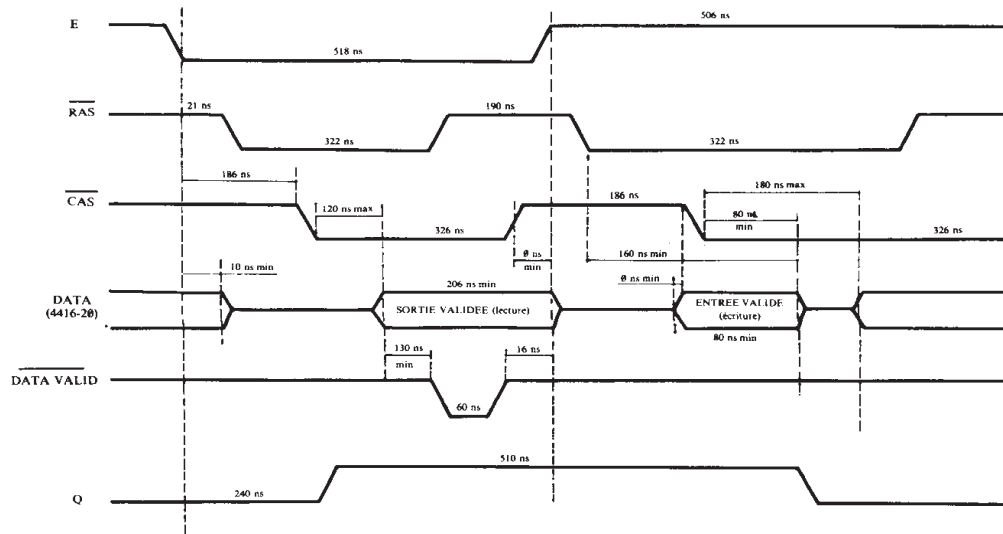 E
506 ns
518 ns
RAS
21 ns
190 ns
322 ns
322 ns
186 ns
CAS
120 ns max
186 ns
180 ns max
80 ns
min
326 ns
326 ns
0 ns
min
160 ns min
10 ns min
0 ns min
DATA
(4416-20)
206 ns min
SORTIE VALIDEE (lecture)
ENTREE VALIDE
(écriture)
80 ns min
130 ns
min
16 ns
DATA VALID
60 ns
510 ns
Q
240 ns